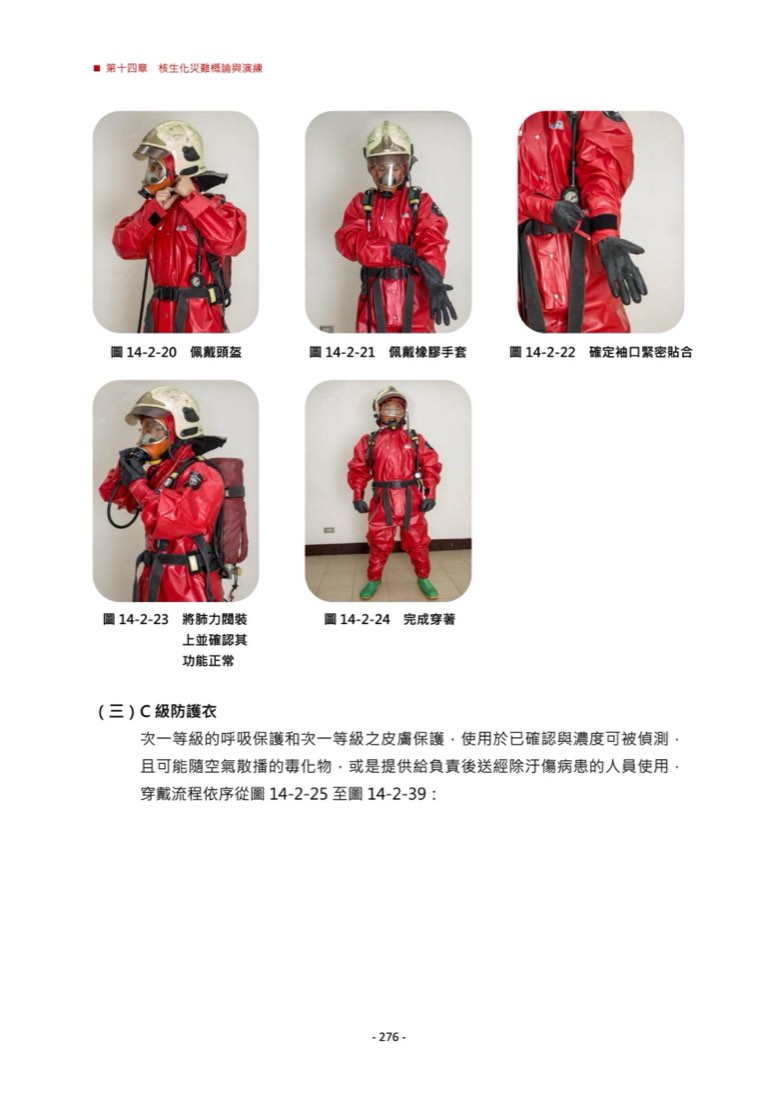 ■ 第十四章　核生化災難概論與演練
圖 14-2-20　佩戴頭盔
圖 14-2-21　佩戴橡膠手套
圖 14-2-22　確定袖口緊密貼合
圖 14-2-23　將肺力閥裝
上並確認其
功能正常
圖 14-2-24　完成穿著
（三）C 級防護衣
次一等級的呼吸保護和次一等級之皮膚保護，使用於已確認與濃度可被偵測，
且可能隨空氣散播的毒化物，或是提供給負責後送經除汙傷病患的人員使用，
穿戴流程依序從圖 14-2-25 至圖 14-2-39：
- 276 -